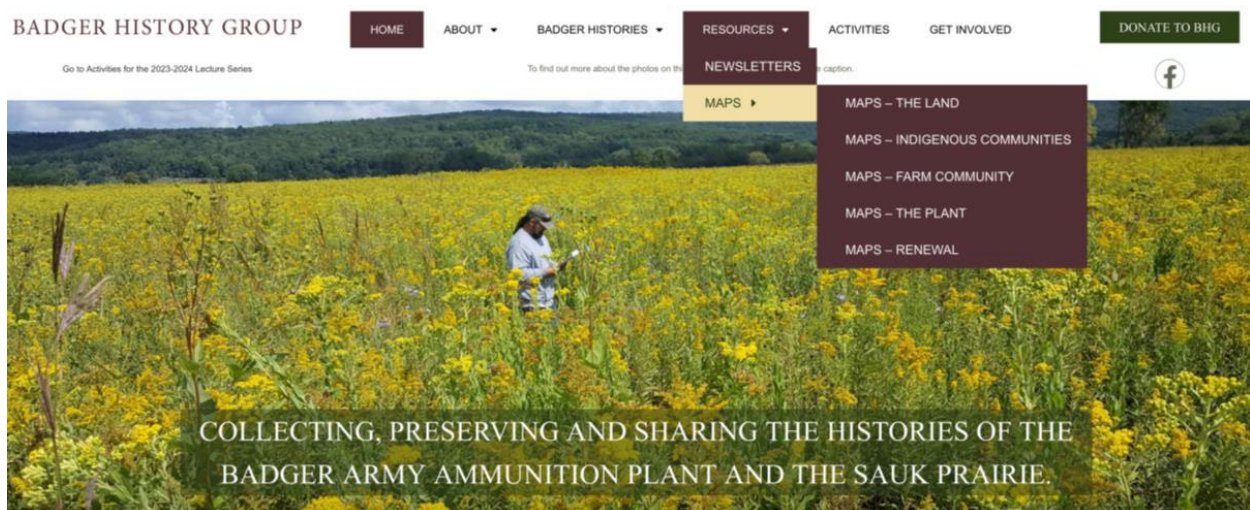 BADGER HISTORY GROUP
HOME
ABOUT
BADGER HISTORIES
RESOURCES
ACTIVITIES
GET INVOLVED
DONATE TO BHG
Go to Activities for the 2023-2024 Lecture Series
To find out more about the photos on
caption.
NEWSLETTERS
MAPS
MAPS – THE LAND
MAPS – INDIGENOUS COMMUNITIES
MAPS – FARM COMMUNITY
MAPS – THE PLANT
MAPS – RENEWAL
COLLECTING, PRESERVING AND SHARING THE HISTORIES OF THE
BADGER ARMY AMMUNITION PLANT AND THE SAUK PRAIRIE.